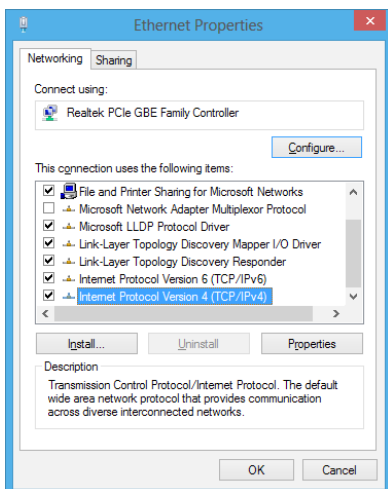 Ethernet Properties
Networking
Sharing
Connect using:
Realtek PCIe GBE Family Controller
Configure...
This connection uses the following items:
File and Printer Sharing for Microsoft Networks
Microsoft Network Adapter Multiplexor Protocol
Microsoft LLDP Protocol Driver
Link-Layer Topology Discovery Mapper I/O Driver
Link-Layer Topology Discovery Responder
Internet Protocol Version 6 (TCP/IPv6)
Internet Protocol Version 4 (TCP/IPv4)
Install...
Uninstall
Properties
Description
Transmission Control Protocol/Internet Protocol. The default
wide area network protocol that provides communication
across diverse interconnected networks.
OK
Cancel